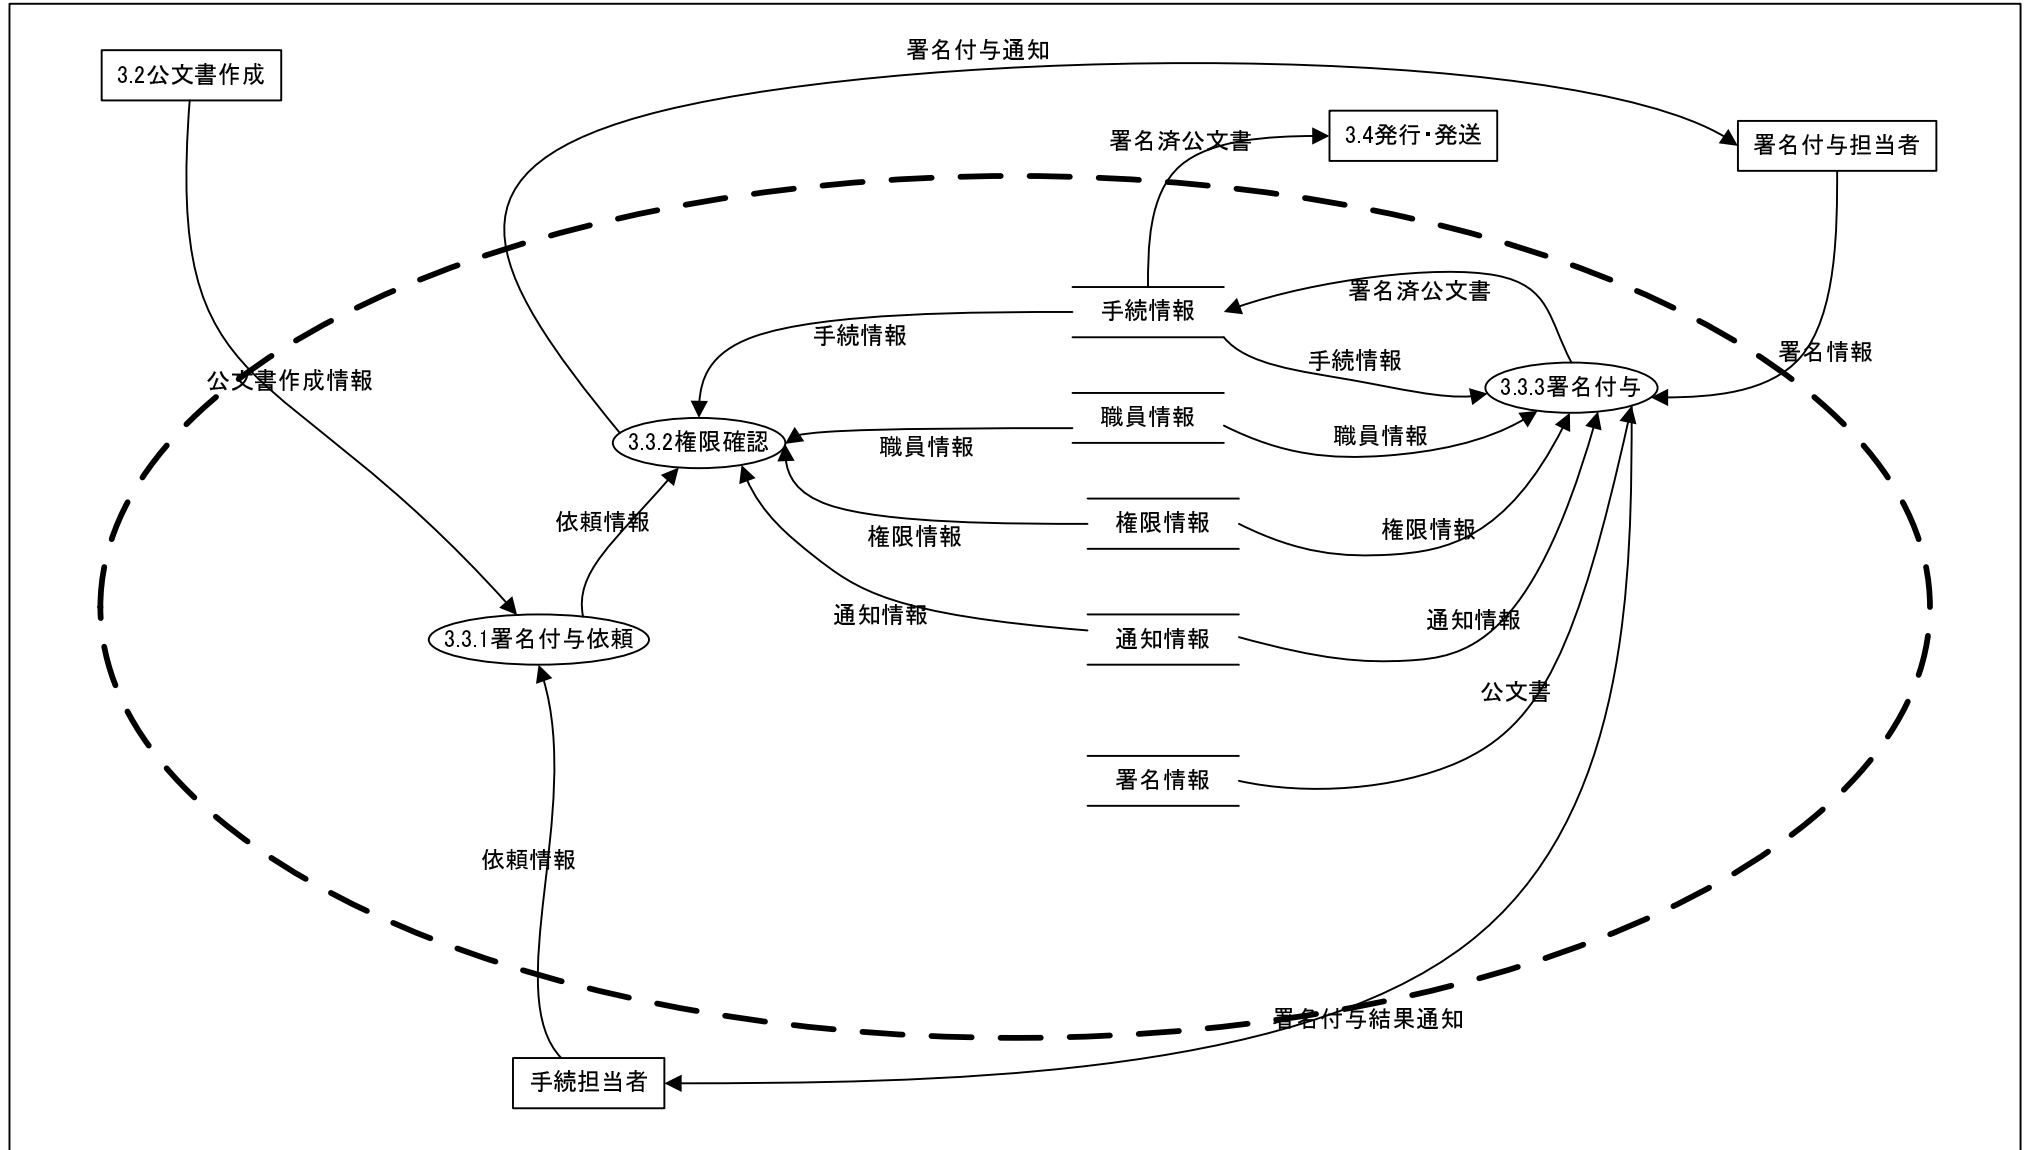 署名付与通知
3.2公文書作成
署名済公文書
3.4発行・発送
署名付与担当者
手続情報
署名済公文書
手続情報
手続情報
署名情報
公文書作成情報
3.3.3署名付与
職員情報
3.3.2権限確認
職員情報
職員情報
依頼情報
権限情報
権限情報
権限情報
通知情報
通知情報
通知情報
3.3.1署名付与依頼
公文書
署名情報
依頼情報
署名付与結果通知
手続担当者